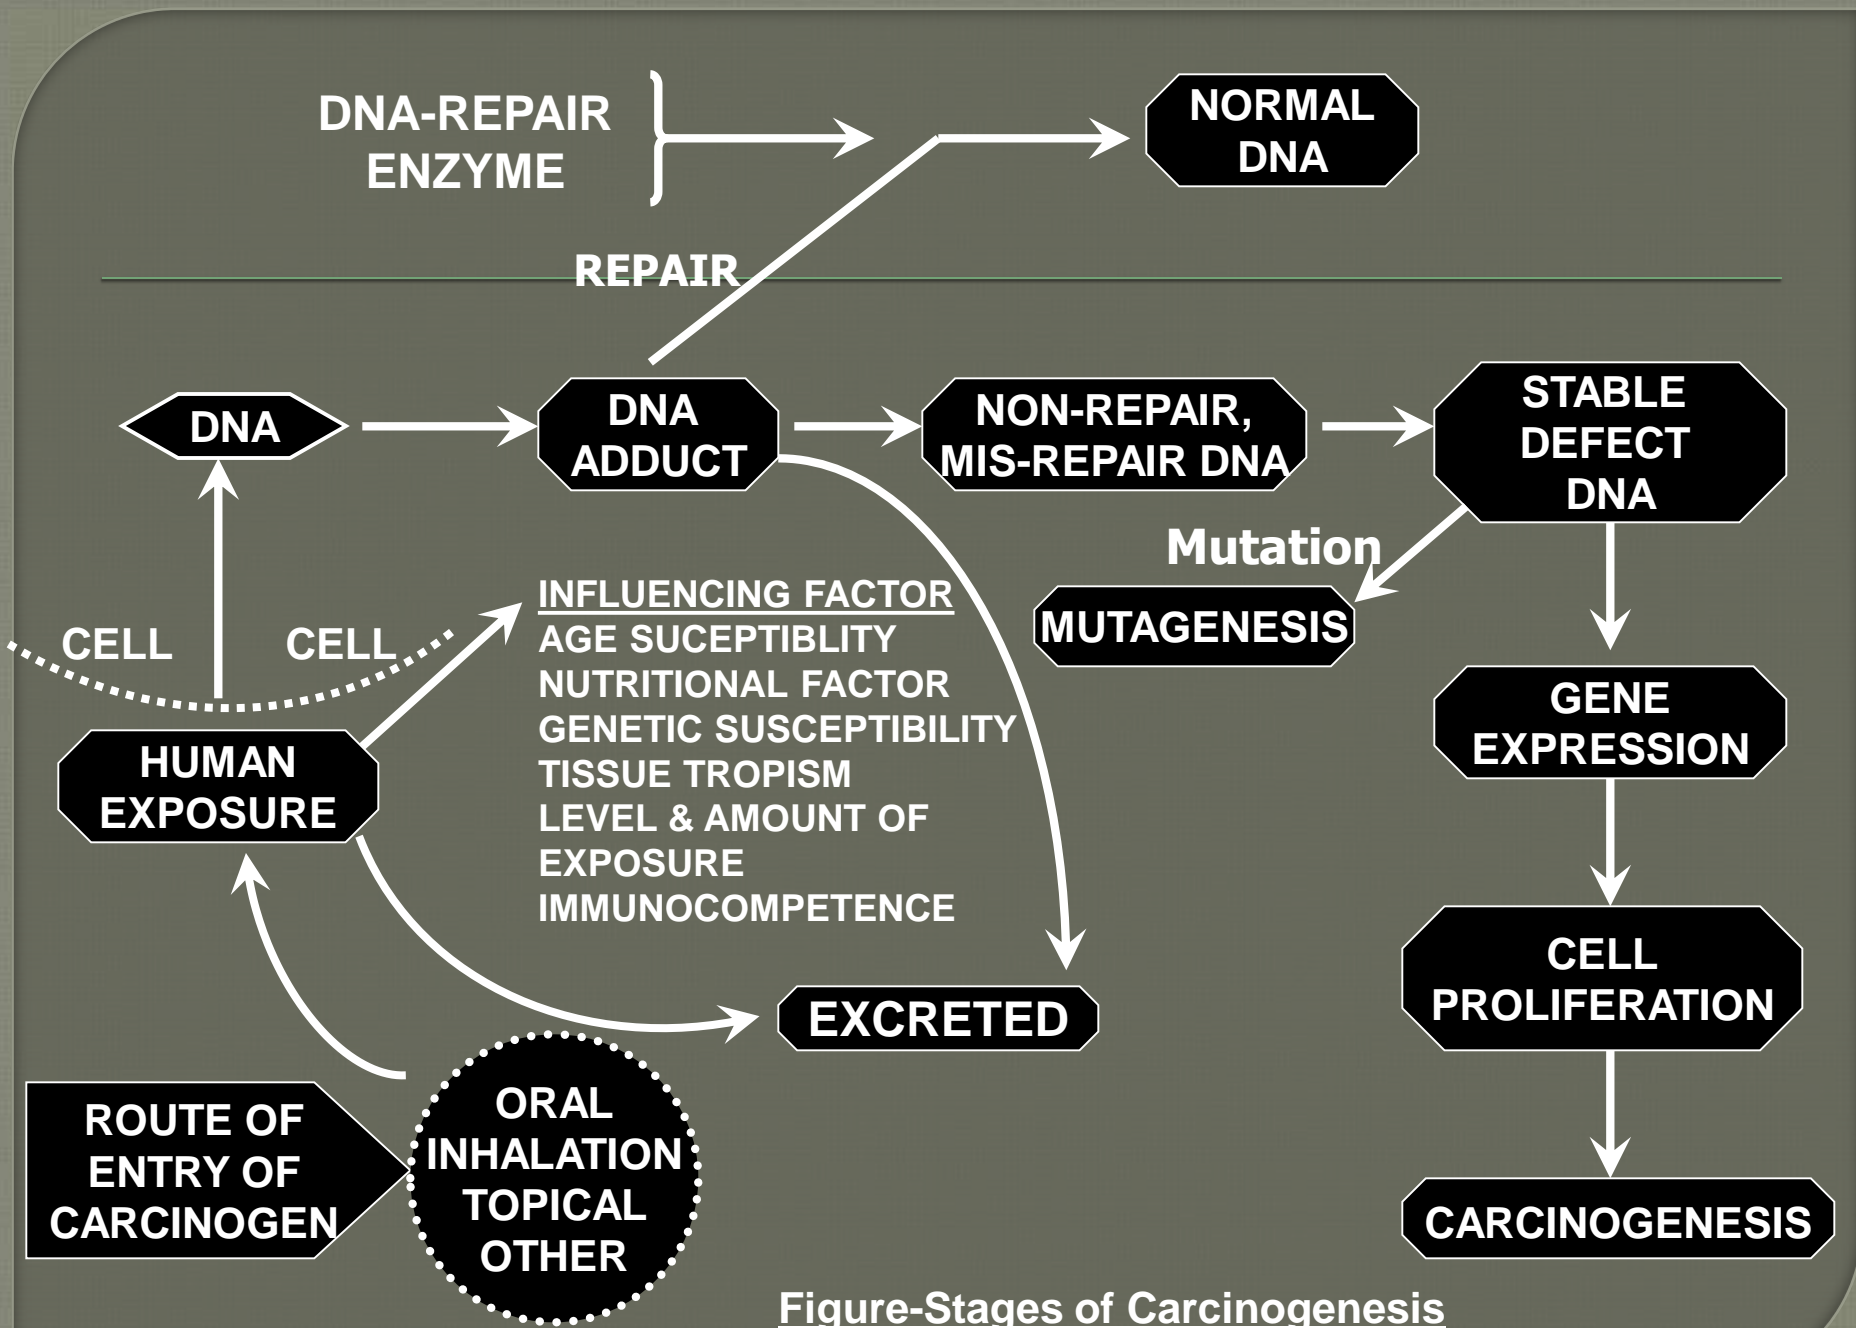 DNA-REPAIR
ENZYME
NORMAL
DNA
REPAIR
DNA
DNA
ADDUCT
NON-REPAIR,
MIS-REPAIR DNA
STABLE
DEFECT
DNA
Mutation
MUTAGENESIS
CELL
CELL
INFLUENCING FACTOR
AGE SUCEPTIBLITY
NUTRITIONAL FACTOR
GENETIC SUSCEPTIBILITY
TISSUE TROPISM
LEVEL & AMOUNT OF
EXPOSURE
IMMUNOCOMPETENCE
HUMAN
EXPOSURE
GENE
EXPRESSION
CELL
PROLIFERATION
EXCRETED
ROUTE OF
ENTRY OF
CARCINOGEN
ORAL
INHALATION
TOPICAL
OTHER
CARCINOGENESIS
Figure-Stages of Carcinogenesis